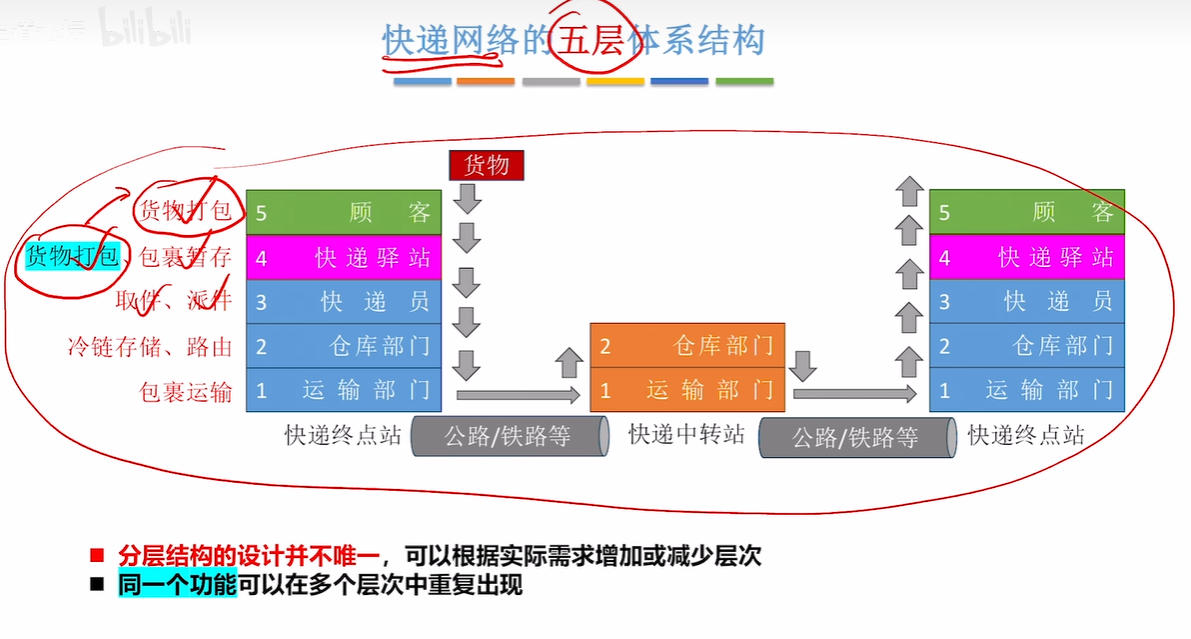 bilibili
快递网络的五层体系结构
货物
货物打包 5 顾客
货物打包、包裹暂存 4 快递驿站
取件、派件 3 快递员
冷链存储、路由 2 仓库部门
包裹运输 1 运输部门
2 仓库部门
1 运输部门
5 顾客
4 快递驿站
3 快递员
2 仓库部门
1 运输部门
快递终点站 公路/铁路等 快递中转站 公路/铁路等 快递终点站
分层结构的设计并不唯一，可以根据实际需求增加或减少层次
同一个功能可以在多个层次中重复出现